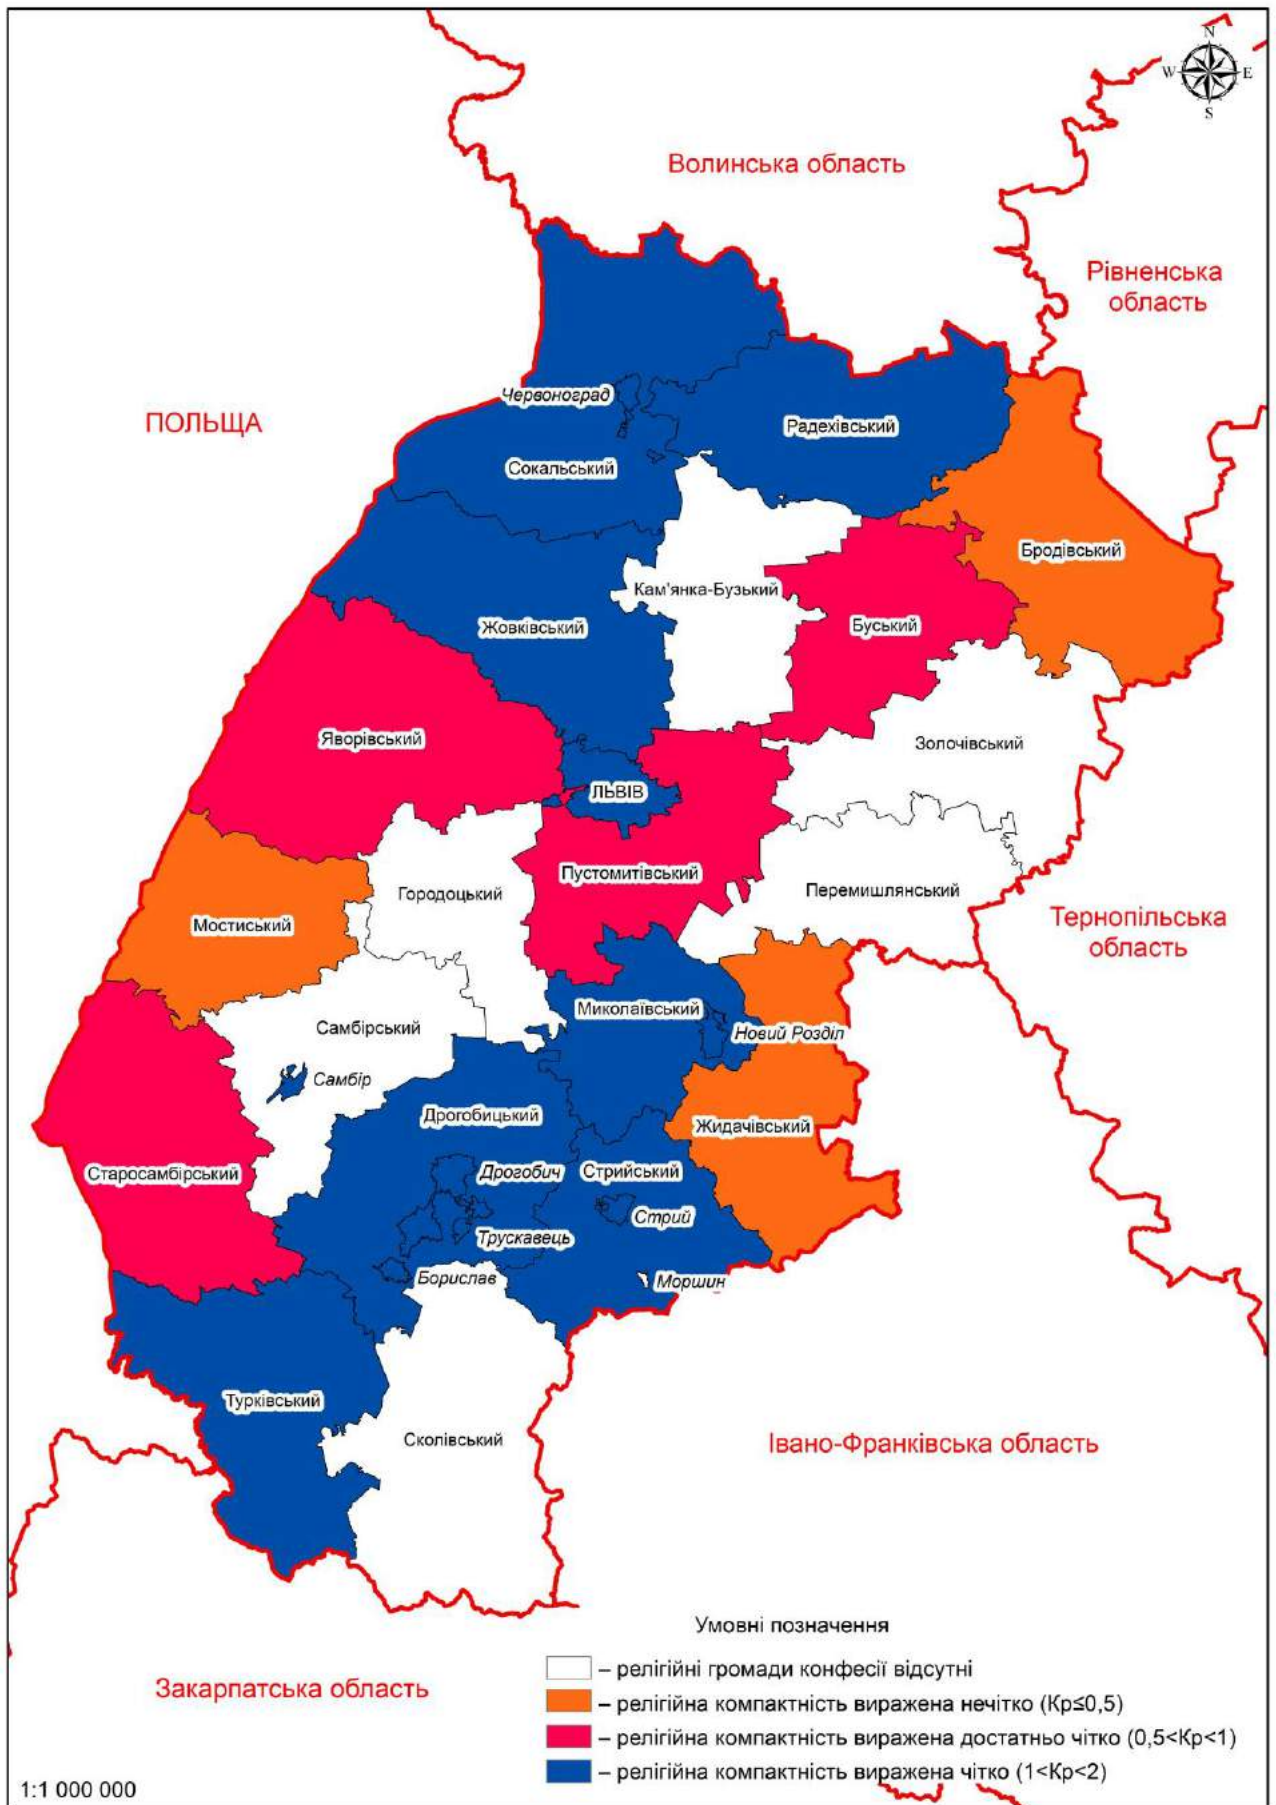 N
W E
S
Волинська область
Рівненська
область
ПОЛЬЩА
Червоноград
Радехівський
Сокальський
Бродівський
Кам'янка-Бузький
Буський
Жовківський
Яворівський
Золочівський
ЛЬВІВ
Пустомитівський
Городоцький
Перемишлянський
Мостиський
Тернопільська
область
Миколаївський
Самбірський
Новий Розділ
Самбір
Дрогобицький
Жидачівський
Старосамбірський
Дрогобич
Стрийський
Стрий
Трускавець
Борислав
Моршин
Турківський
Сколівський
Івано-Франківська область
Закарпатська область
Умовні позначення
– релігійні громади конфесії відсутні
– релігійна компактність виражена нечітко (Кр≤0,5)
– релігійна компактність виражена достатньо чітко (0,5<Кр<1)
– релігійна компактність виражена чітко (1<Кр<2)
1:1 000 000